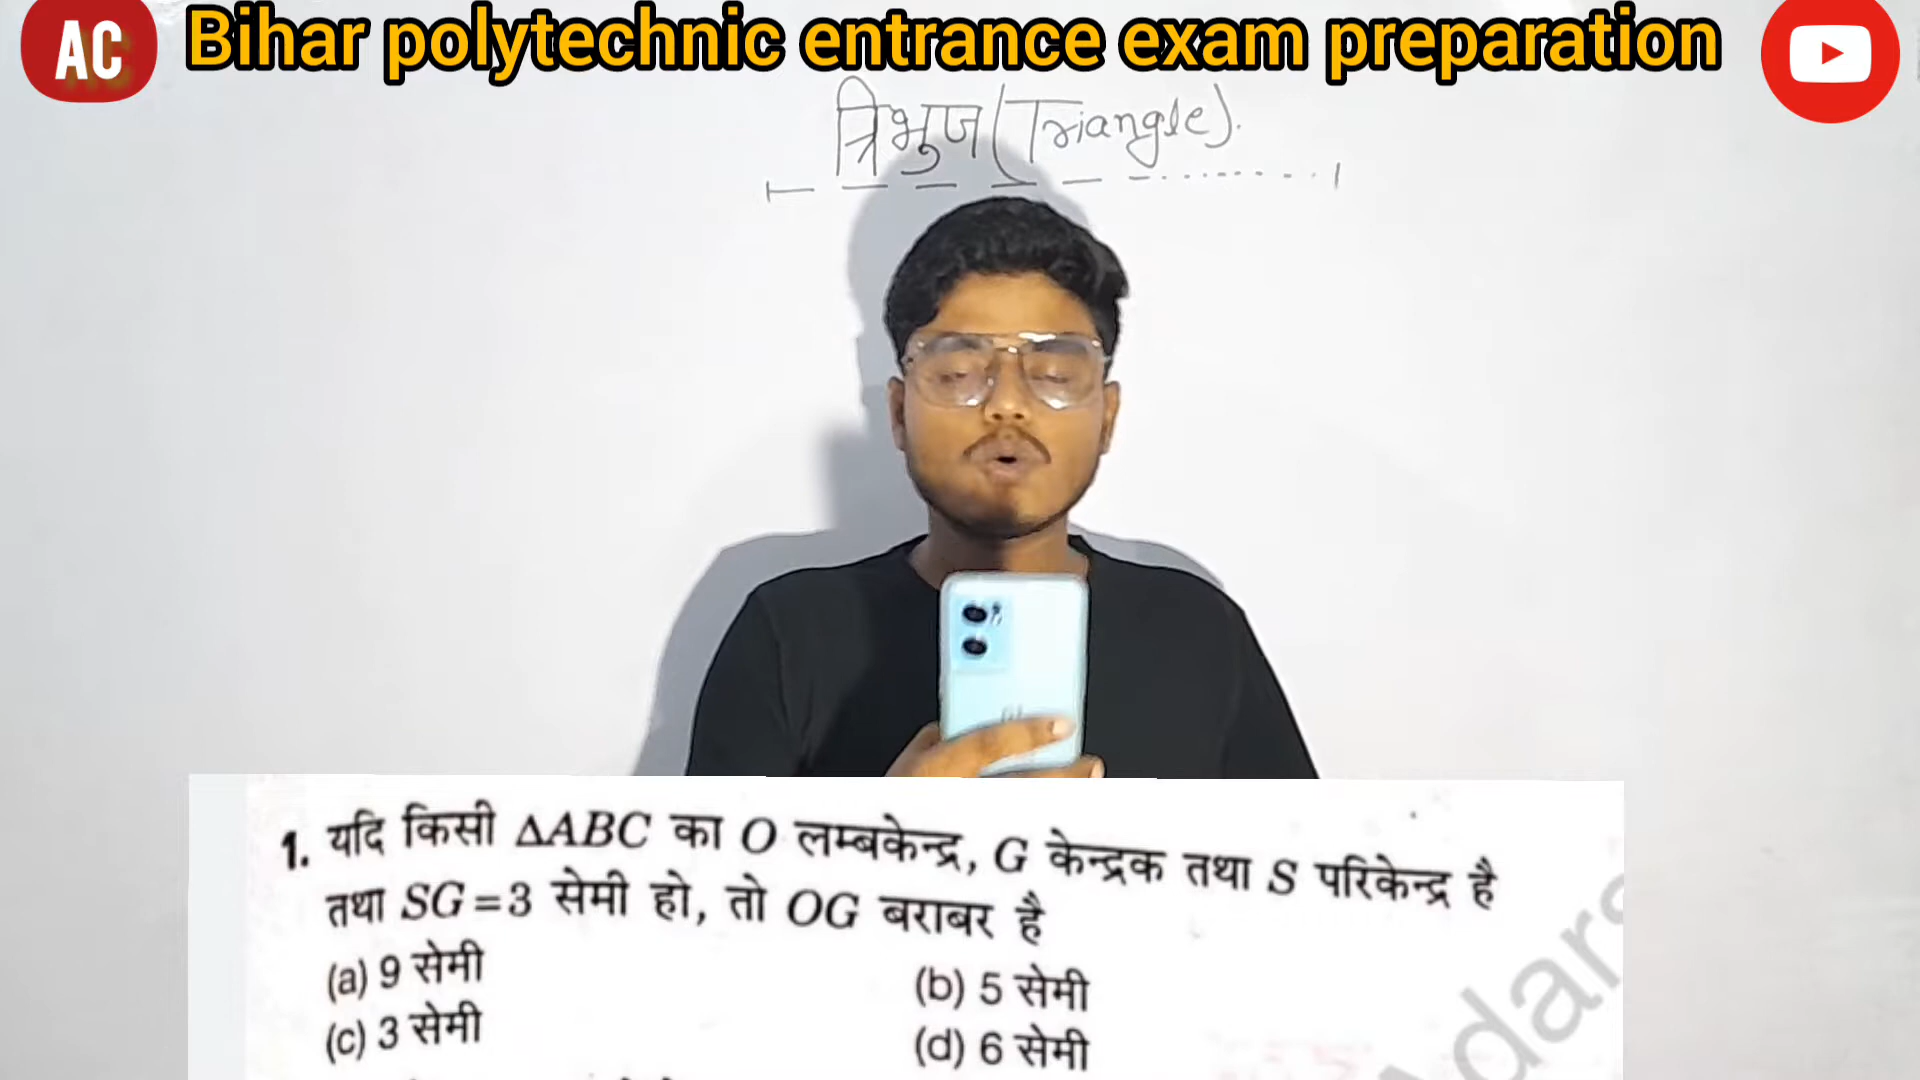 AC Bihar polytechnic entrance exam preparation
त्रिभुज (Triangle).
1. यदि किसी ΔABC का O लम्बकेन्द्र, G केन्द्रक तथा S परिकेन्द्र है
तथा SG = 3 सेमी हो, तो OG बराबर है
(a) 9 सेमी (b) 5 सेमी
(c) 3 सेमी (d) 6 सेमी